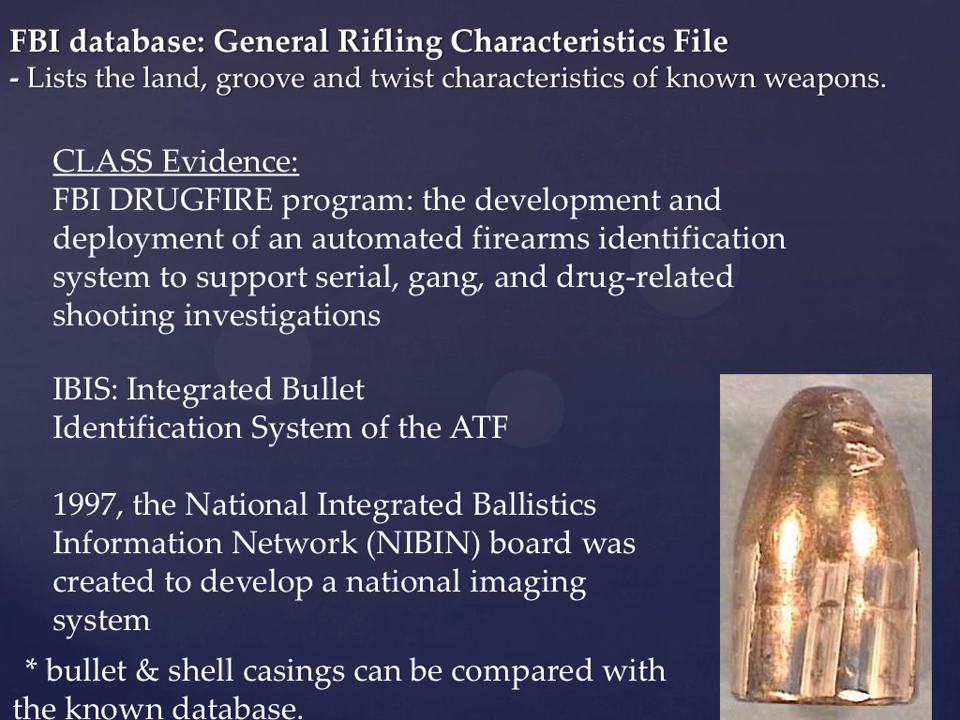 FBI database: General Rifling Characteristics File
- Lists the land, groove and twist characteristics of known weapons.
CLASS Evidence:
FBI DRUGFIRE program: the development and
deployment of an automated firearms identification
system to support serial, gang, and drug-related
shooting investigations
IBIS: Integrated Bullet
Identification System of the ATF
1997, the National Integrated Ballistics
Information Network (NIBIN) board was
created to develop a national imaging
system
* bullet & shell casings can be compared with
the known database.